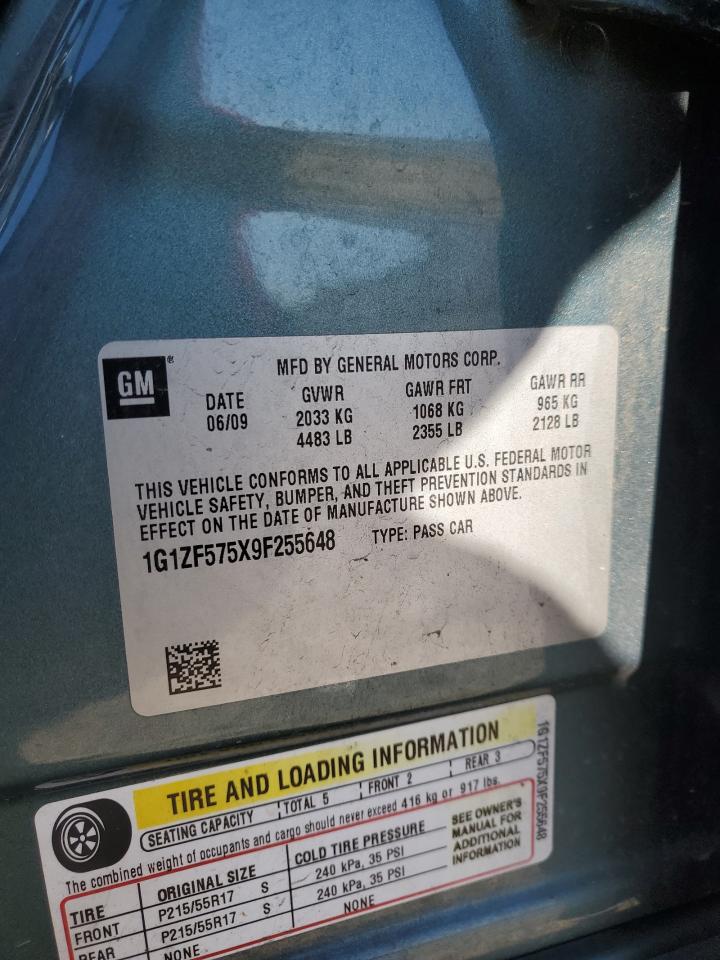 GM ®
MFD BY GENERAL MOTORS CORP.
DATE GVWR GAWR FRT GAWR RR
06/09 2033 KG 1068 KG 965 KG
4483 LB 2355 LB 2128 LB
THIS VEHICLE CONFORMS TO ALL APPLICABLE U.S. FEDERAL MOTOR
VEHICLE SAFETY, BUMPER, AND THEFT PREVENTION STANDARDS IN
EFFECT ON THE DATE OF MANUFACTURE SHOWN ABOVE.
1G1ZF575X9F255648 TYPE: PASS CAR
TIRE AND LOADING INFORMATION
SEATING CAPACITY TOTAL 5 FRONT 2 REAR 3
The combined weight of occupants and cargo should never exceed 416 kg or 917 lbs.
TIRE ORIGINAL SIZE COLD TIRE PRESSURE
FRONT P215/55R17 S 240 kPa, 35 PSI
REAR P215/55R17 S 240 kPa, 35 PSI
NONE NONE
SEE OWNER'S
MANUAL FOR
ADDITIONAL
INFORMATION
1G1ZF575X9F255648